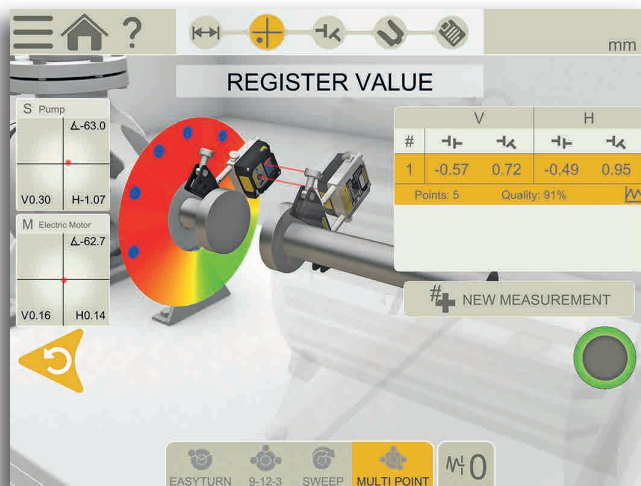 ?
mm
REGISTER VALUE
S Pump
∡-63.0
V0.30 H-1.07
M Electric Motor
∡-62.7
V0.16 H0.14
V H
#
1 -0.57 0.72 -0.49 0.95
Points: 5 Quality: 91%
# NEW MEASUREMENT
EASYTURN 9-12-3 SWEEP MULTI POINT
0